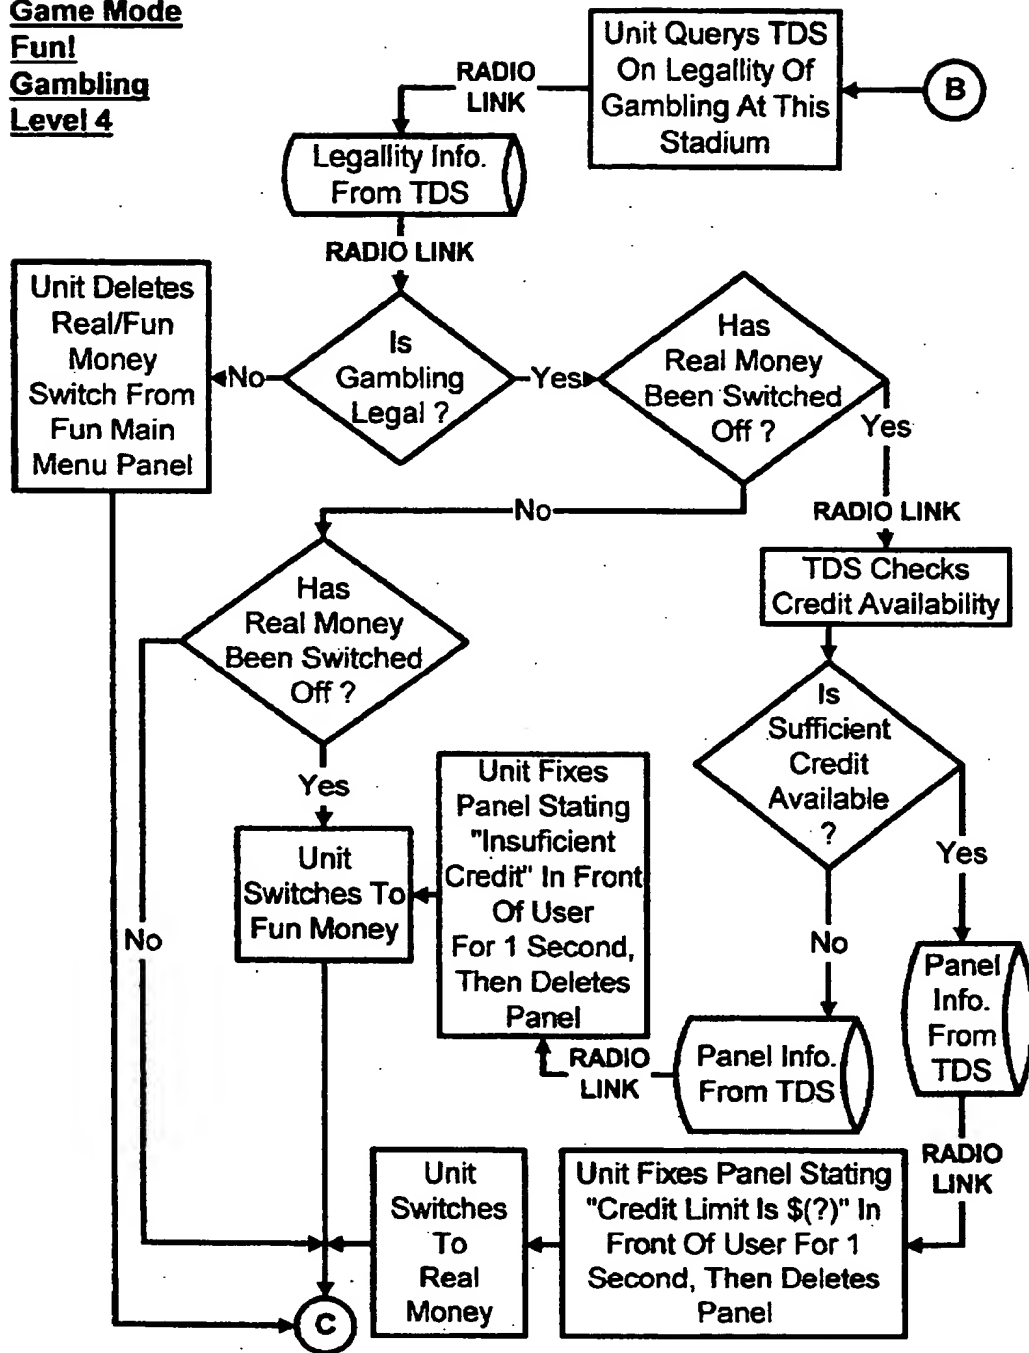 Game Mode
Fun!
Gambling
Level 4
Unit Querys TDS
On Legallity Of
Gambling At This
Stadium
B
RADIO
LINK
Legallity Info.
From TDS
RADIO LINK
Unit Deletes
Real/Fun
Money
Switch From
Fun Main
Menu Panel
No
Is
Gambling
Legal ?
Yes
Has
Real Money
Been Switched
Off ?
Yes
No
RADIO LINK
TDS Checks
Credit Availability
Has
Real Money
Been Switched
Off ?
Is
Sufficient
Credit
Available
?
Yes
Unit Fixes
Panel Stating
"Insuficient
Credit" In Front
Of User
For 1 Second,
Then Deletes
Panel
Unit
Switches To
Fun Money
Yes
No
No
Panel
Info.
From
TDS
RADIO
LINK
Panel Info.
From TDS
RADIO
LINK
Unit
Switches
To
Real
Money
Unit Fixes Panel Stating
"Credit Limit Is $(?)" In
Front Of User For 1
Second, Then Deletes
Panel
C